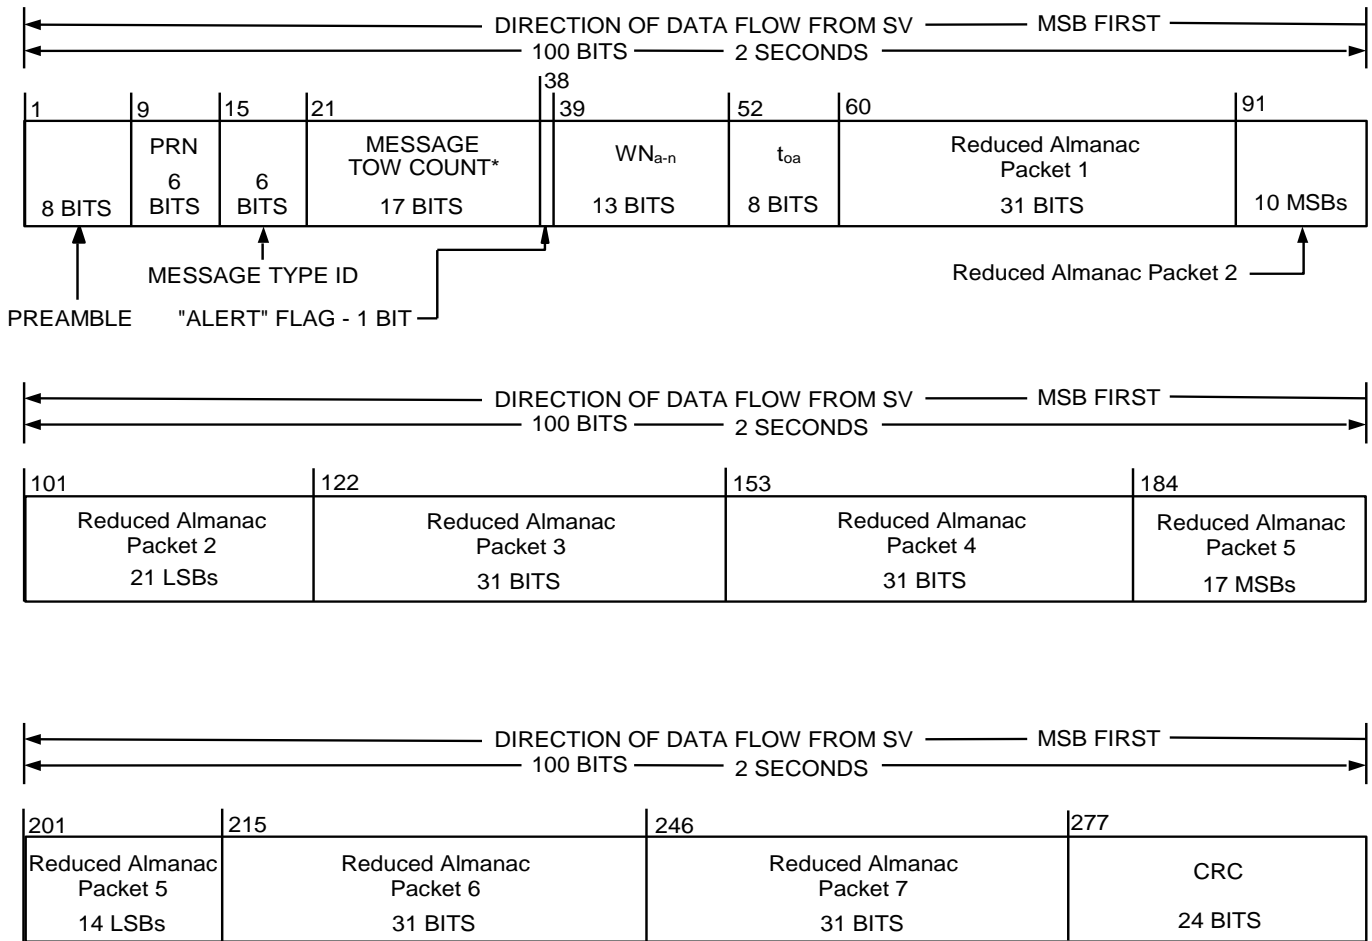 DIRECTION OF DATA FLOW FROM SV MSB FIRST
100 BITS 2 SECONDS
1 9 15 21 38 39 52 60 91
8 BITS
PRN
6
BITS
6
BITS
MESSAGE
TOW COUNT*
17 BITS
WNa-n
13 BITS
toa
8 BITS
Reduced Almanac
Packet 1
31 BITS
10 MSBs
MESSAGE TYPE ID
Reduced Almanac Packet 2
PREAMBLE
"ALERT" FLAG - 1 BIT
DIRECTION OF DATA FLOW FROM SV MSB FIRST
100 BITS 2 SECONDS
101 122 153 184
Reduced Almanac
Packet 2
21 LSBs
Reduced Almanac
Packet 3
31 BITS
Reduced Almanac
Packet 4
31 BITS
Reduced Almanac
Packet 5
17 MSBs
DIRECTION OF DATA FLOW FROM SV MSB FIRST
100 BITS 2 SECONDS
201 215 246 277
Reduced Almanac
Packet 5
14 LSBs
Reduced Almanac
Packet 6
31 BITS
Reduced Almanac
Packet 7
31 BITS
CRC
24 BITS